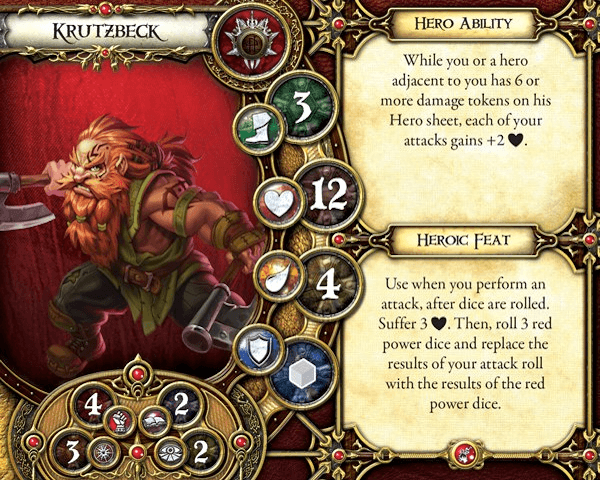 Krutzbeck
3
12
4
4
2
3
2
Hero Ability
While you or a hero
adjacent to you has 6 or
more damage tokens on his
Hero sheet, each of your
attacks gains +2 ♥.
Heroic Feat
Use when you perform an
attack, after dice are rolled.
Suffer 3 ♥. Then, roll 3 red
power dice and replace the
results of your attack roll
with the results of the red
power dice.